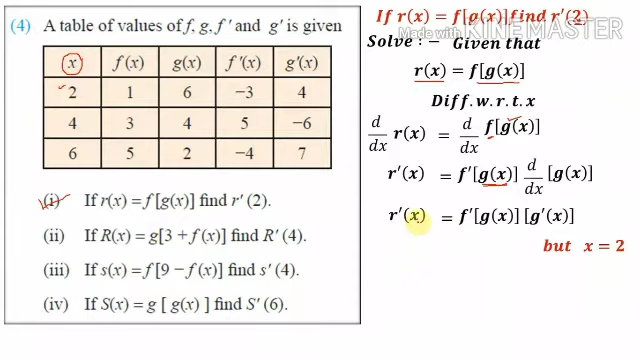 (4) A table of values of f, g, f ′ and g′ is given
x f (x) g(x) f ′(x) g′(x)
2 1 6 −3 4
4 3 4 5 −6
6 5 2 −4 7
(i) If r(x) = f [g(x)] find r′ (2).
(ii) If R(x) = g[3 + f(x)] find R′ (4).
(iii) If s(x) = f[9 − f(x)] find s′ (4).
(iv) If S(x) = g [ g(x) ] find S′ (6).
If r(x) = f[g(x)]find r′(2)
Made with KINE MASTER
Solve :− Given that
r(x) = f[g(x)]
Diff.w.r.t.x
d/dx r(x) = d/dx f[g(x)]
r′(x) = f′[g(x)] d/dx [g(x)]
r′(x) = f′[g(x)] [g′(x)]
but x = 2